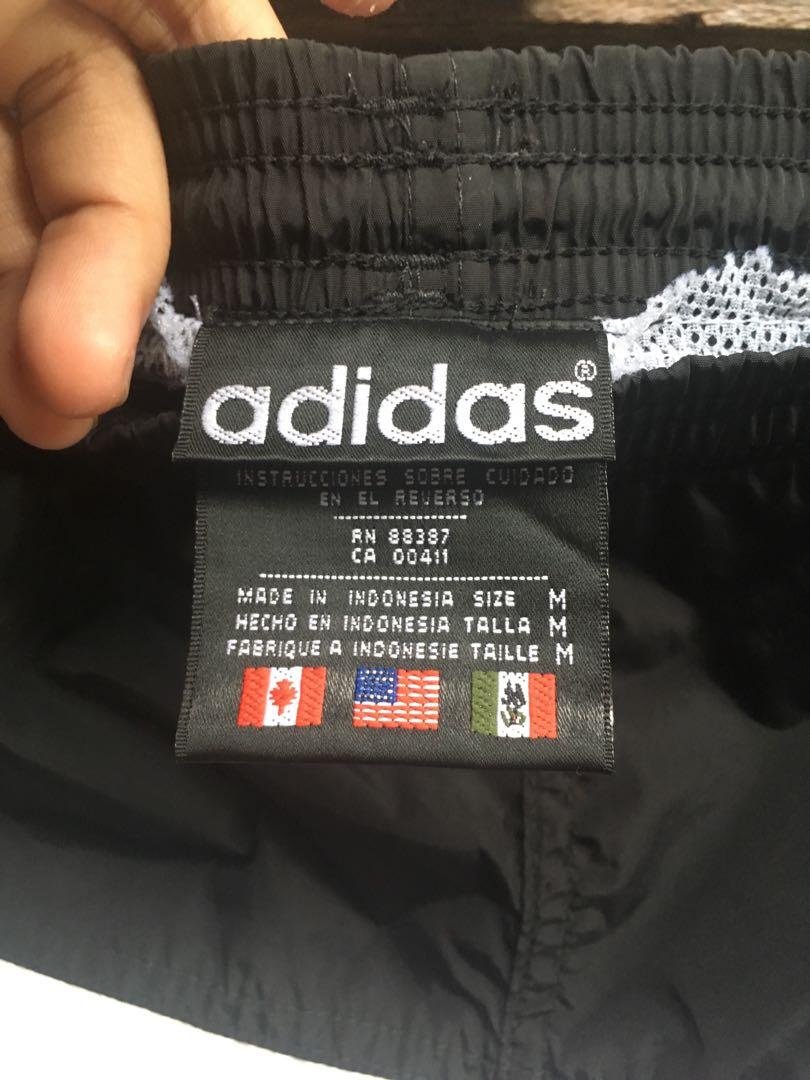 adidas®
INSTRUCCIONES SOBRE CUIDADO
EN EL REVERSO
RN 88387
CA 00411
MADE IN INDONESIA SIZE M
HECHO EN INDONESIA TALLA M
FABRIQUE A INDONESIE TAILLE M